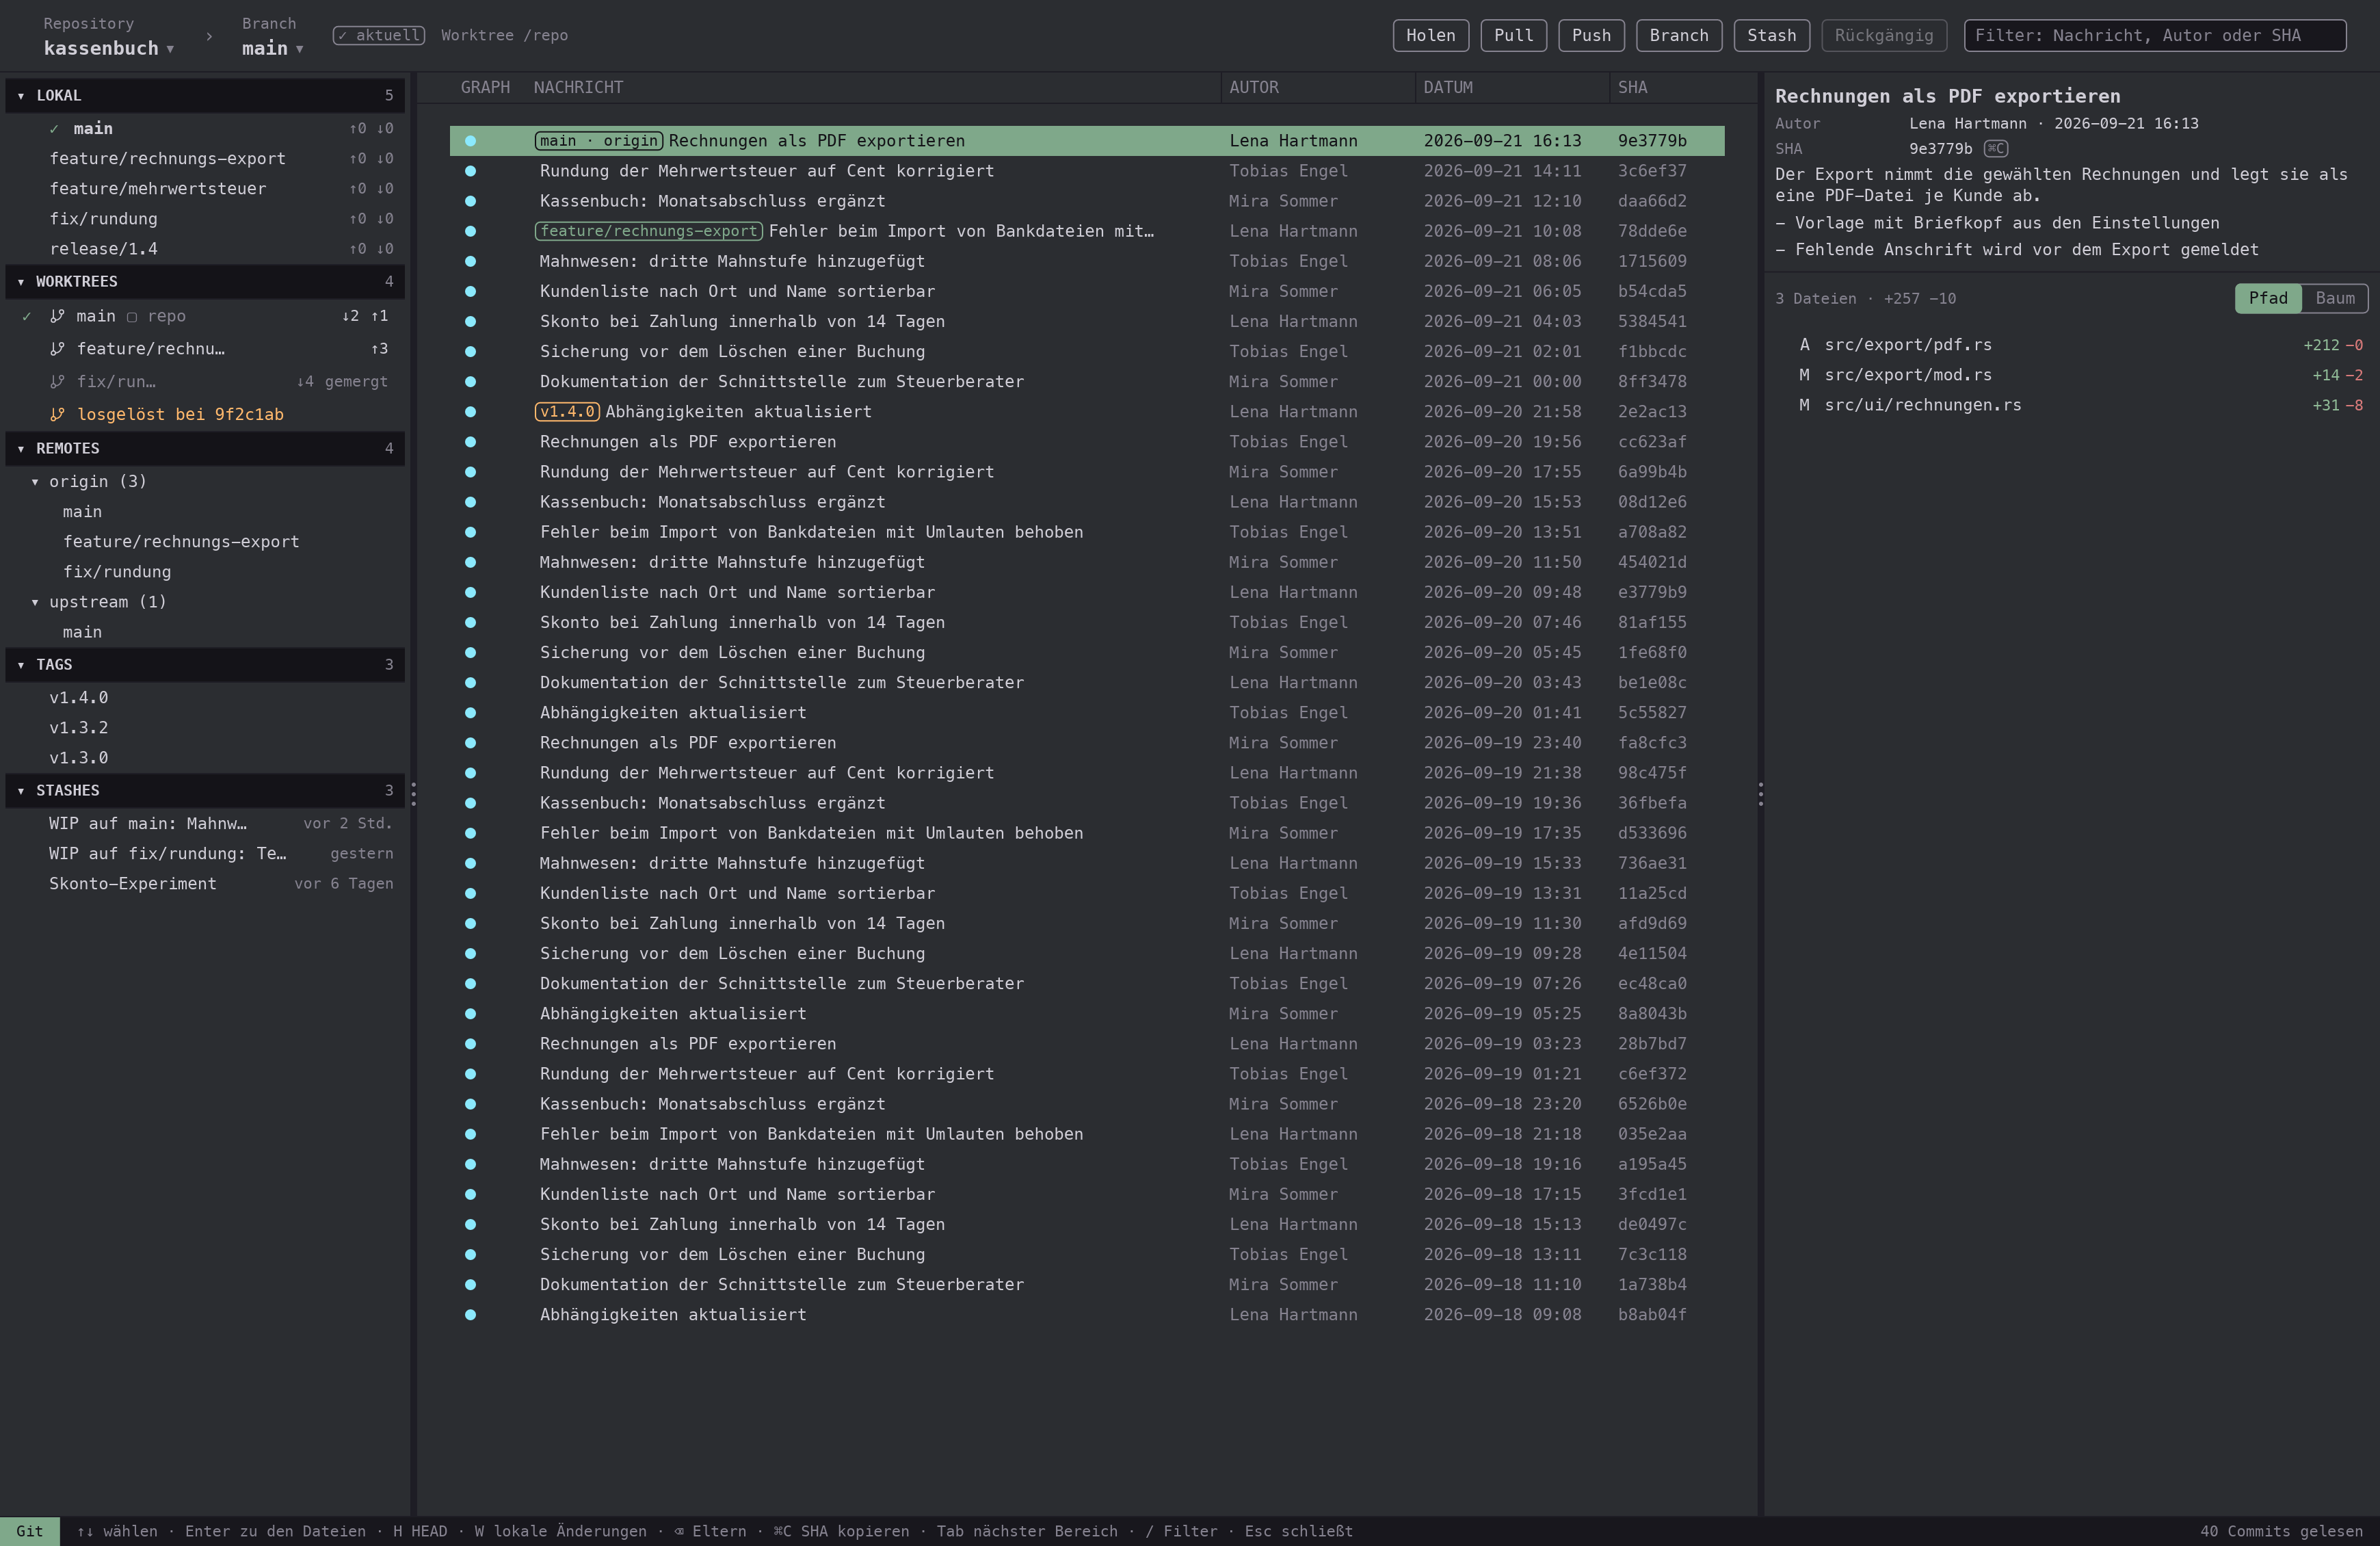 Repository
kassenbuch ▾
›
Branch
main ▾
✓ aktuell
Worktree /repo
Holen
Pull
Push
Branch
Stash
Rückgängig
Filter: Nachricht, Autor oder SHA
▾ LOKAL 5
✓ main ↑0 ↓0
feature/rechnungs-export ↑0 ↓0
feature/mehrwertsteuer ↑0 ↓0
fix/rundung ↑0 ↓0
release/1.4 ↑0 ↓0
▾ WORKTREES 4
✓ main ▢ repo ↓2 ↑1
feature/rechnu… ↑3
fix/run… ↓4 gemergt
losgelöst bei 9f2c1ab
▾ REMOTES 4
▾ origin (3)
main
feature/rechnungs-export
fix/rundung
▾ upstream (1)
main
▾ TAGS 3
v1.4.0
v1.3.2
v1.3.0
▾ STASHES 3
WIP auf main: Mahnw… vor 2 Std.
WIP auf fix/rundung: Te… gestern
Skonto-Experiment vor 6 Tagen
GRAPH NACHRICHT AUTOR DATUM SHA
main · origin Rechnungen als PDF exportieren Lena Hartmann 2026-09-21 16:13 9e3779b
Rundung der Mehrwertsteuer auf Cent korrigiert Tobias Engel 2026-09-21 14:11 3c6ef37
Kassenbuch: Monatsabschluss ergänzt Mira Sommer 2026-09-21 12:10 daa66d2
feature/rechnungs-export Fehler beim Import von Bankdateien mit… Lena Hartmann 2026-09-21 10:08 78dde6e
Mahnwesen: dritte Mahnstufe hinzugefügt Tobias Engel 2026-09-21 08:06 1715609
Kundenliste nach Ort und Name sortierbar Mira Sommer 2026-09-21 06:05 b54cda5
Skonto bei Zahlung innerhalb von 14 Tagen Lena Hartmann 2026-09-21 04:03 5384541
Sicherung vor dem Löschen einer Buchung Tobias Engel 2026-09-21 02:01 f1bbcdc
Dokumentation der Schnittstelle zum Steuerberater Mira Sommer 2026-09-21 00:00 8ff3478
v1.4.0 Abhängigkeiten aktualisiert Lena Hartmann 2026-09-20 21:58 2e2ac13
Rechnungen als PDF exportieren Tobias Engel 2026-09-20 19:56 cc623af
Rundung der Mehrwertsteuer auf Cent korrigiert Mira Sommer 2026-09-20 17:55 6a99b4b
Kassenbuch: Monatsabschluss ergänzt Lena Hartmann 2026-09-20 15:53 08d12e6
Fehler beim Import von Bankdateien mit Umlauten behoben Tobias Engel 2026-09-20 13:51 a708a82
Mahnwesen: dritte Mahnstufe hinzugefügt Mira Sommer 2026-09-20 11:50 454021d
Kundenliste nach Ort und Name sortierbar Lena Hartmann 2026-09-20 09:48 e3779b9
Skonto bei Zahlung innerhalb von 14 Tagen Tobias Engel 2026-09-20 07:46 81af155
Sicherung vor dem Löschen einer Buchung Mira Sommer 2026-09-20 05:45 1fe68f0
Dokumentation der Schnittstelle zum Steuerberater Lena Hartmann 2026-09-20 03:43 be1e08c
Abhängigkeiten aktualisiert Tobias Engel 2026-09-20 01:41 5c55827
Rechnungen als PDF exportieren Mira Sommer 2026-09-19 23:40 fa8cfc3
Rundung der Mehrwertsteuer auf Cent korrigiert Lena Hartmann 2026-09-19 21:38 98c475f
Kassenbuch: Monatsabschluss ergänzt Tobias Engel 2026-09-19 19:36 36fbefa
Fehler beim Import von Bankdateien mit Umlauten behoben Mira Sommer 2026-09-19 17:35 d533696
Mahnwesen: dritte Mahnstufe hinzugefügt Lena Hartmann 2026-09-19 15:33 736ae31
Kundenliste nach Ort und Name sortierbar Tobias Engel 2026-09-19 13:31 11a25cd
Skonto bei Zahlung innerhalb von 14 Tagen Mira Sommer 2026-09-19 11:30 afd9d69
Sicherung vor dem Löschen einer Buchung Lena Hartmann 2026-09-19 09:28 4e11504
Dokumentation der Schnittstelle zum Steuerberater Tobias Engel 2026-09-19 07:26 ec48ca0
Abhängigkeiten aktualisiert Mira Sommer 2026-09-19 05:25 8a8043b
Rechnungen als PDF exportieren Lena Hartmann 2026-09-19 03:23 28b7bd7
Rundung der Mehrwertsteuer auf Cent korrigiert Tobias Engel 2026-09-19 01:21 c6ef372
Kassenbuch: Monatsabschluss ergänzt Mira Sommer 2026-09-18 23:20 6526b0e
Fehler beim Import von Bankdateien mit Umlauten behoben Lena Hartmann 2026-09-18 21:18 035e2aa
Mahnwesen: dritte Mahnstufe hinzugefügt Tobias Engel 2026-09-18 19:16 a195a45
Kundenliste nach Ort und Name sortierbar Mira Sommer 2026-09-18 17:15 3fcd1e1
Skonto bei Zahlung innerhalb von 14 Tagen Lena Hartmann 2026-09-18 15:13 de0497c
Sicherung vor dem Löschen einer Buchung Tobias Engel 2026-09-18 13:11 7c3c118
Dokumentation der Schnittstelle zum Steuerberater Mira Sommer 2026-09-18 11:10 1a738b4
Abhängigkeiten aktualisiert Lena Hartmann 2026-09-18 09:08 b8ab04f
Rechnungen als PDF exportieren
Autor Lena Hartmann · 2026-09-21 16:13
SHA 9e3779b ⌘C
Der Export nimmt die gewählten Rechnungen und legt sie als
eine PDF-Datei je Kunde ab.
– Vorlage mit Briefkopf aus den Einstellungen
– Fehlende Anschrift wird vor dem Export gemeldet
3 Dateien · +257 −10
Pfad Baum
A src/export/pdf.rs +212 −0
M src/export/mod.rs +14 −2
M src/ui/rechnungen.rs +31 −8
Git
↑↓ wählen · Enter zu den Dateien · H HEAD · W lokale Änderungen · ⌫ Eltern · ⌘C SHA kopieren · Tab nächster Bereich · / Filter · Esc schließt
40 Commits gelesen